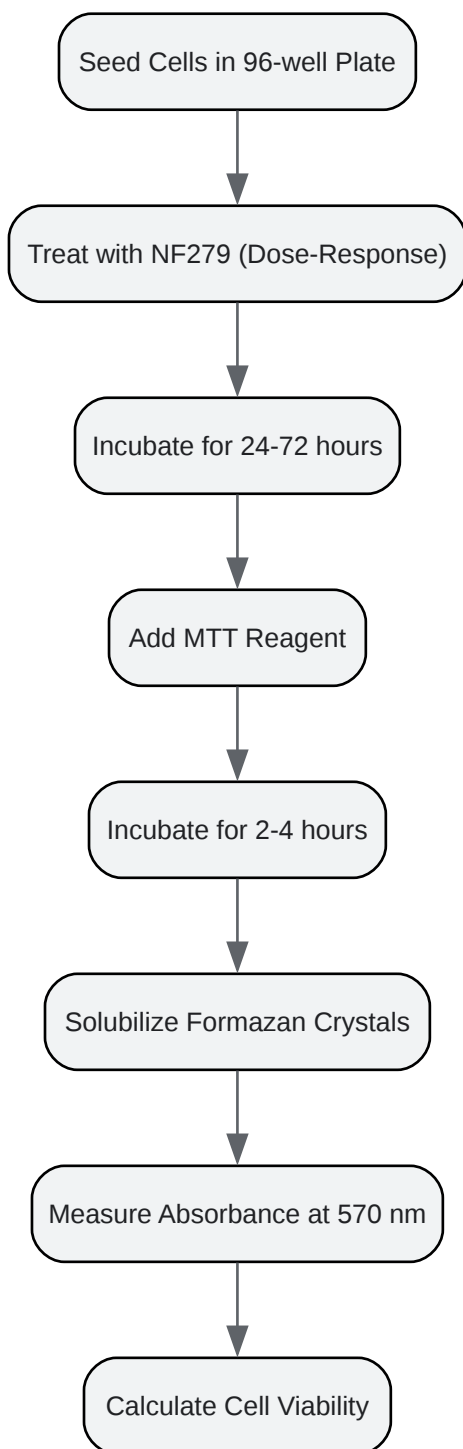 Seed Cells in 96-well Plate
Treat with NF279 (Dose-Response)
Incubate for 24-72 hours
Add MTT Reagent
Incubate for 2-4 hours
Solubilize Formazan Crystals
Measure Absorbance at 570 nm
Calculate Cell Viability